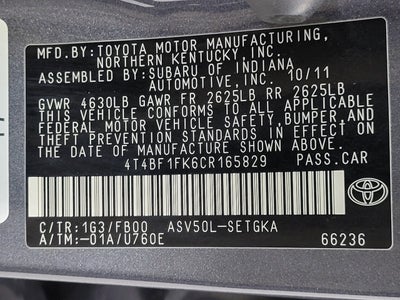 MFD. BY: TOYOTA MOTOR MANUFACTURING,
NORTHERN KENTUCKY, INC.
ASSEMBLED BY: SUBARU OF INDIANA
AUTOMOTIVE, INC. 10/11
GVWR 4630LB GAWR FR 2625LB RR 2625LB
THIS VEHICLE CONFORMS TO ALL APPLICABLE
FEDERAL MOTOR VEHICLE SAFETY, BUMPER, AND
THEFT PREVENTION STANDARDS IN EFFECT ON
THE DATE OF MANUFACTURE SHOWN ABOVE.
4T4BF1FK6CR165829 PASS.CAR
C/TR:1G3/FB00 ASV50L-SETGKA
A/TM:-01A/U760E 66236
TOYOTA